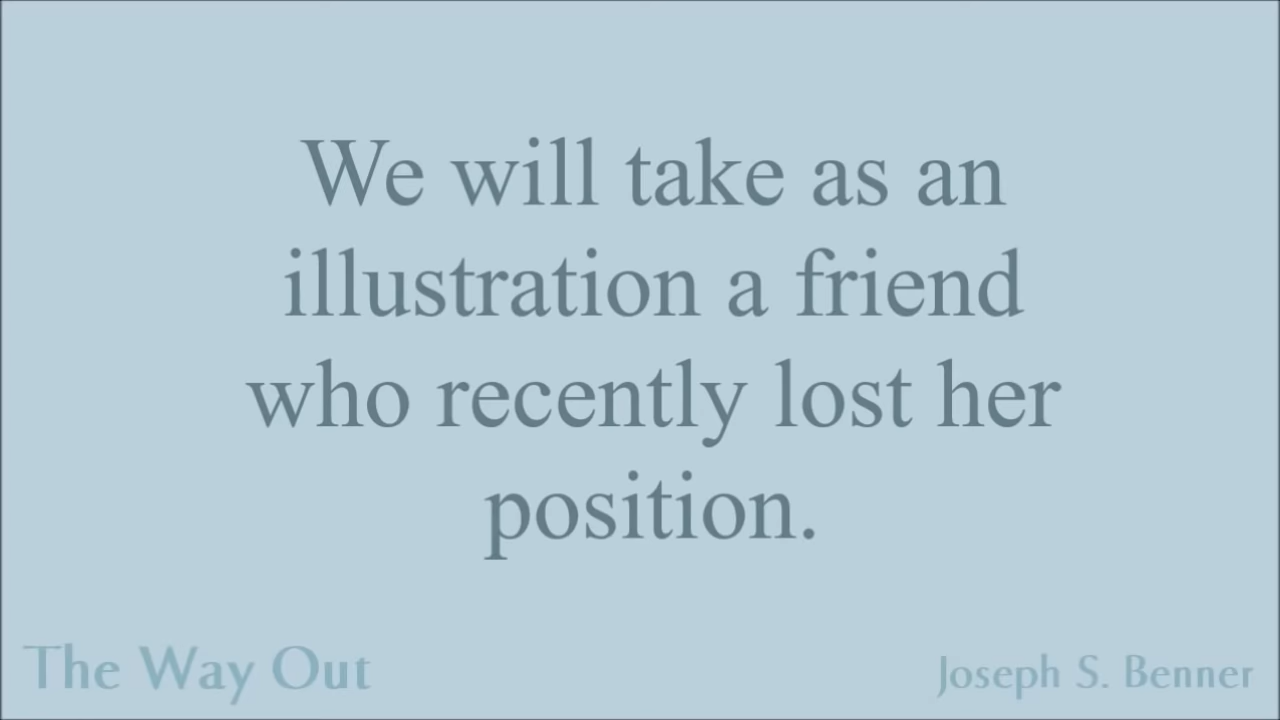 We will take as an
illustration a friend
who recently lost her
position.
The Way Out
Joseph S. Benner